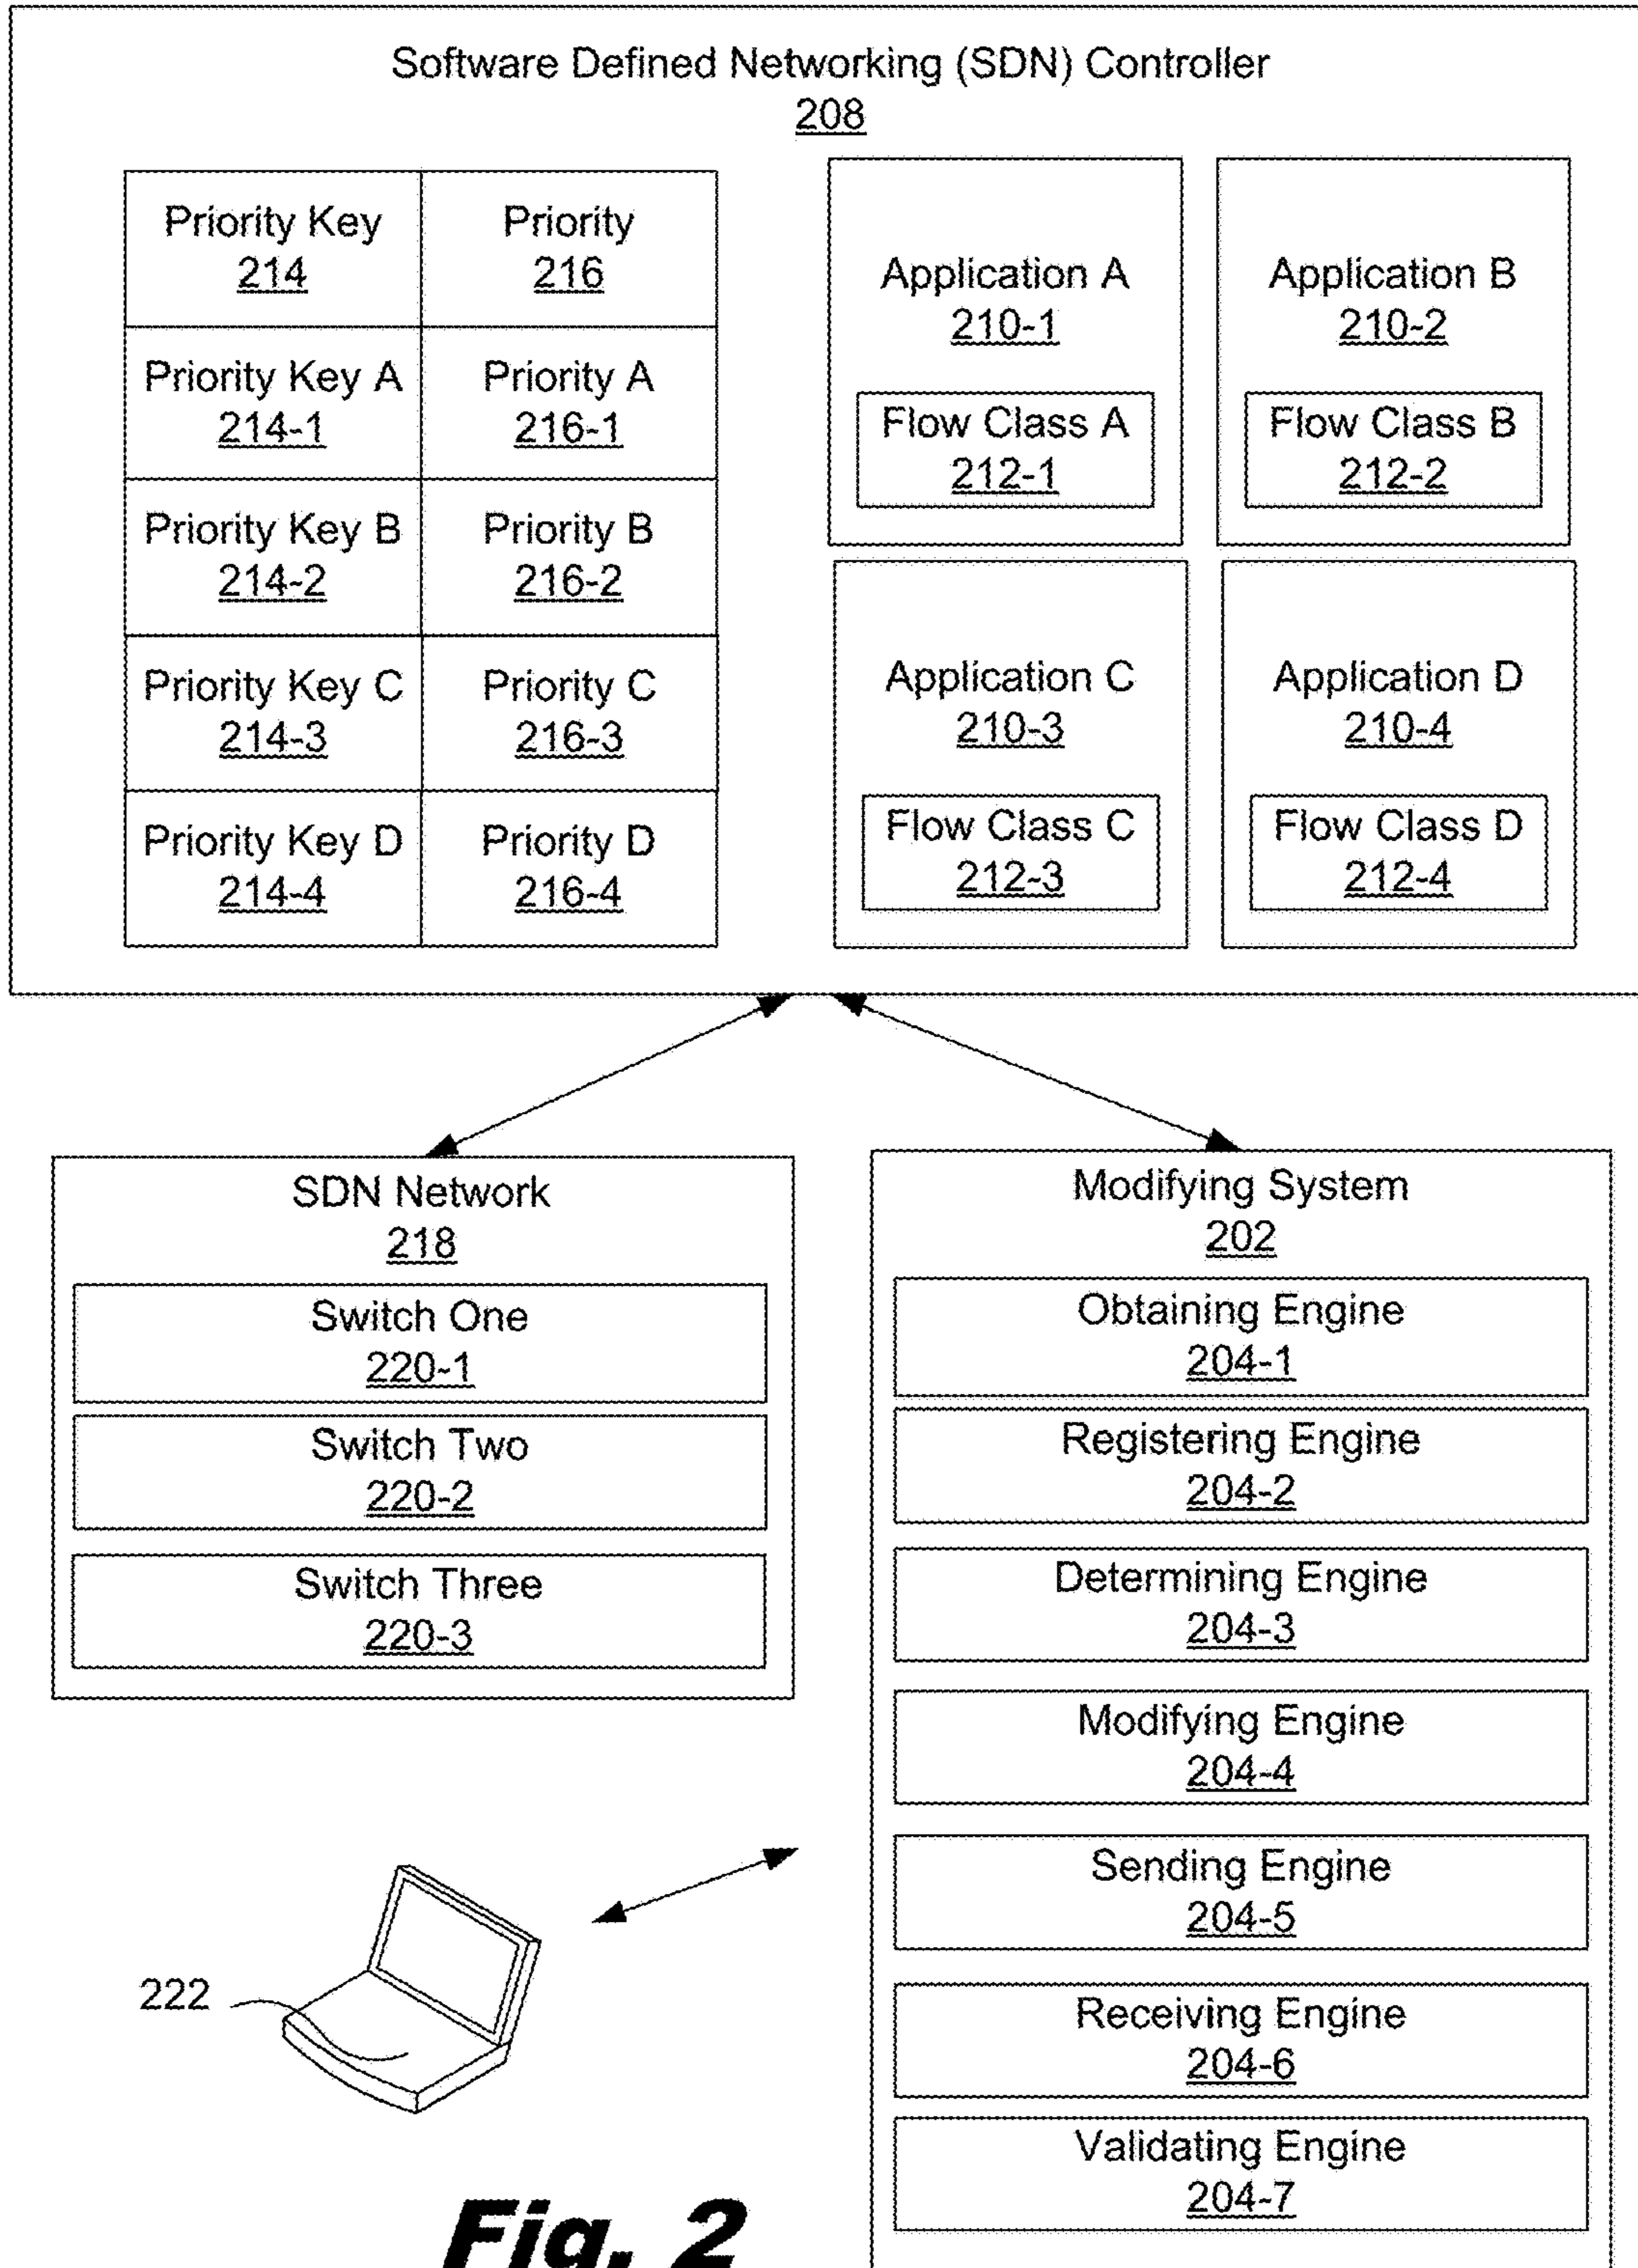 Software Defined Networking (SDN) Controller
208
Priority Key
214
Priority
216
Priority Key A
214-1
Priority A
216-1
Priority Key B
214-2
Priority B
216-2
Priority Key C
214-3
Priority C
216-3
Priority Key D
214-4
Priority D
216-4
Application A
210-1
Flow Class A
212-1
Application B
210-2
Flow Class B
212-2
Application C
210-3
Flow Class C
212-3
Application D
210-4
Flow Class D
212-4
SDN Network
218
Switch One
220-1
Switch Two
220-2
Switch Three
220-3
Modifying System
202
Obtaining Engine
204-1
Registering Engine
204-2
Determining Engine
204-3
Modifying Engine
204-4
Sending Engine
204-5
Receiving Engine
204-6
Validating Engine
204-7
222
Fig. 2